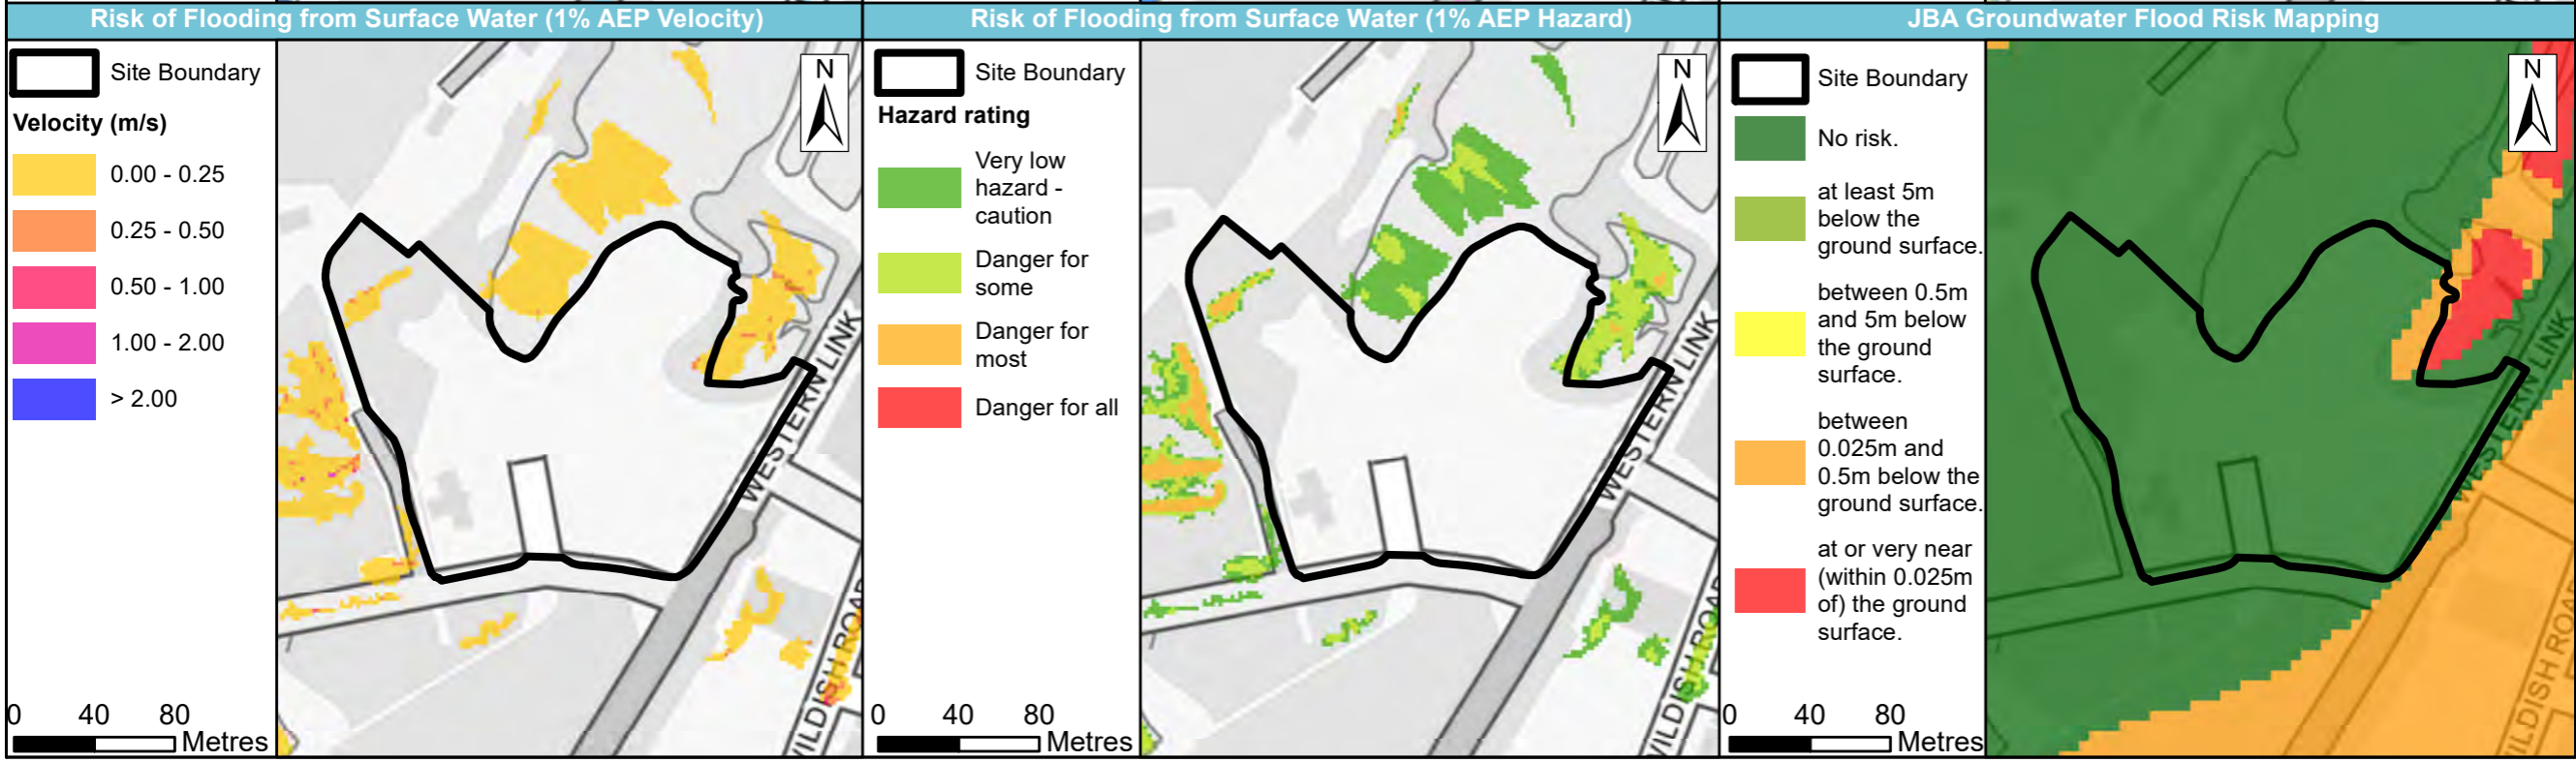 Risk of Flooding from Surface Water (1% AEP Velocity)
Site Boundary
Velocity (m/s)
0.00 - 0.25
0.25 - 0.50
0.50 - 1.00
1.00 - 2.00
> 2.00
0 40 80
Metres
N
WESTERN LINK
WILDISH ROAD
Risk of Flooding from Surface Water (1% AEP Hazard)
Site Boundary
Hazard rating
Very low
hazard -
caution
Danger for
some
Danger for
most
Danger for all
0 40 80
Metres
N
WESTERN LINK
JBA Groundwater Flood Risk Mapping
Site Boundary
No risk.
at least 5m
below the
ground surface.
between 0.5m
and 5m below
the ground
surface.
between
0.025m and
0.5m below the
ground surface.
at or very near
(within 0.025m
of) the ground
surface.
0 40 80
Metres
N
WESTERN LINK